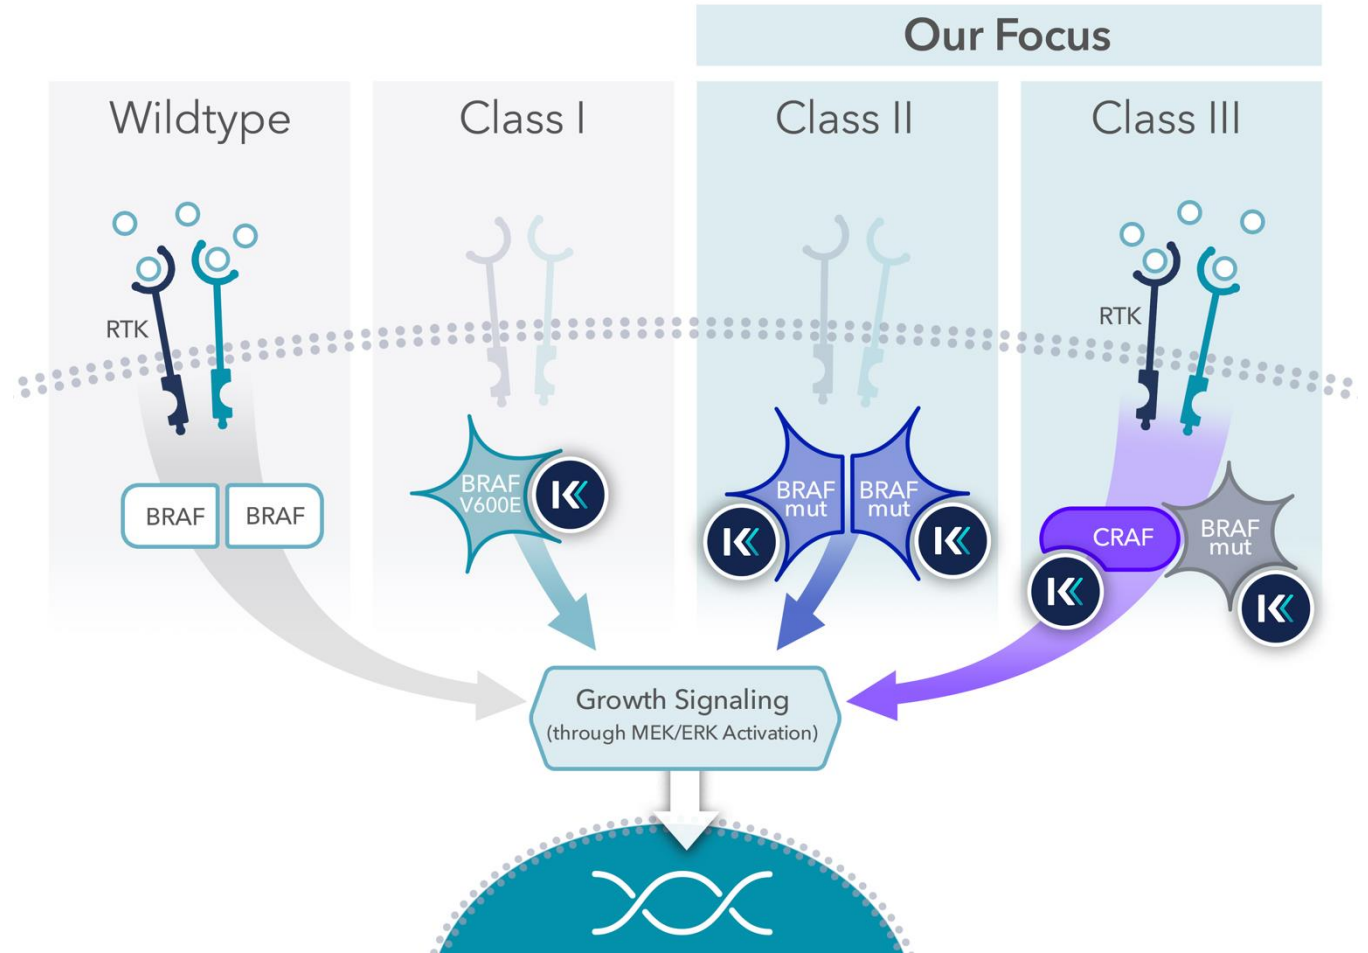 Our Focus
Wildtype
Class I
Class II
Class III
RTK
RTK
BRAF
BRAF
BRAF
V600E
BRAF
mut
BRAF
mut
CRAF
BRAF
mut
Growth Signaling
(through MEK/ERK Activation)